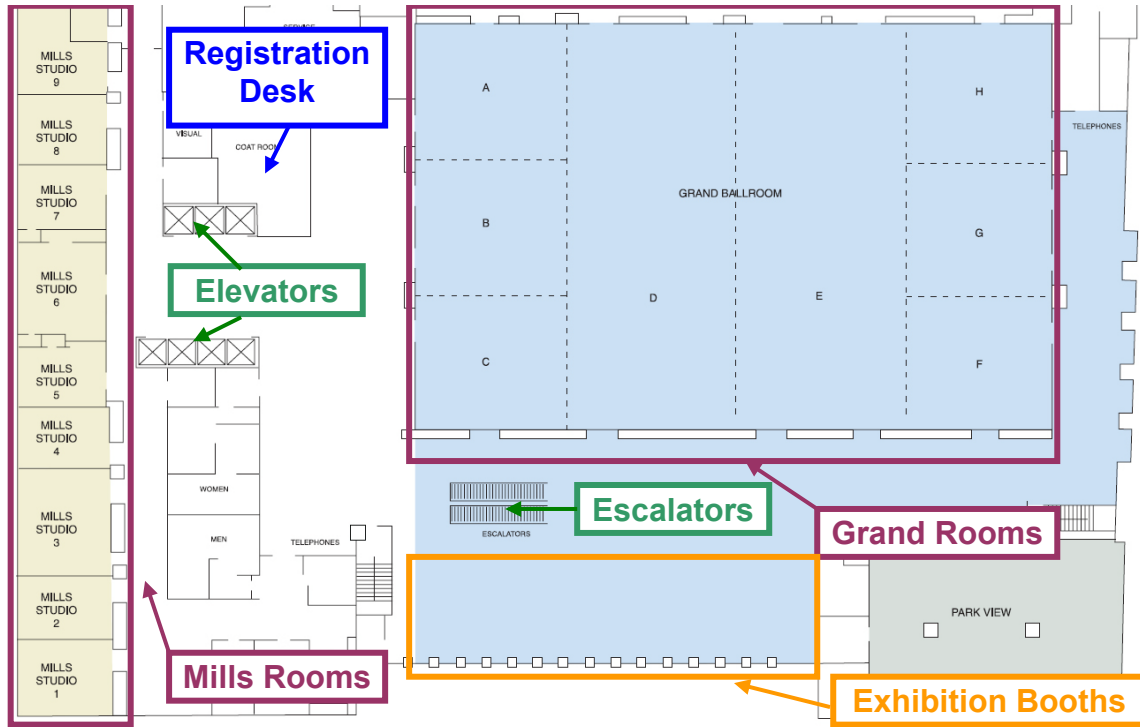 MILLS
STUDIO
9
MILLS
STUDIO
8
MILLS
STUDIO
7
MILLS
STUDIO
6
MILLS
STUDIO
5
MILLS
STUDIO
4
MILLS
STUDIO
3
MILLS
STUDIO
2
MILLS
STUDIO
1
SERVICE
Registration
Desk
VISUAL
COAT ROOM
Elevators
WOMEN
MEN
TELEPHONES
Mills Rooms
A
B
C
GRAND BALLROOM
D
E
H
G
F
TELEPHONES
Escalators
ESCALATORS
Grand Rooms
PARK VIEW
Exhibition Booths